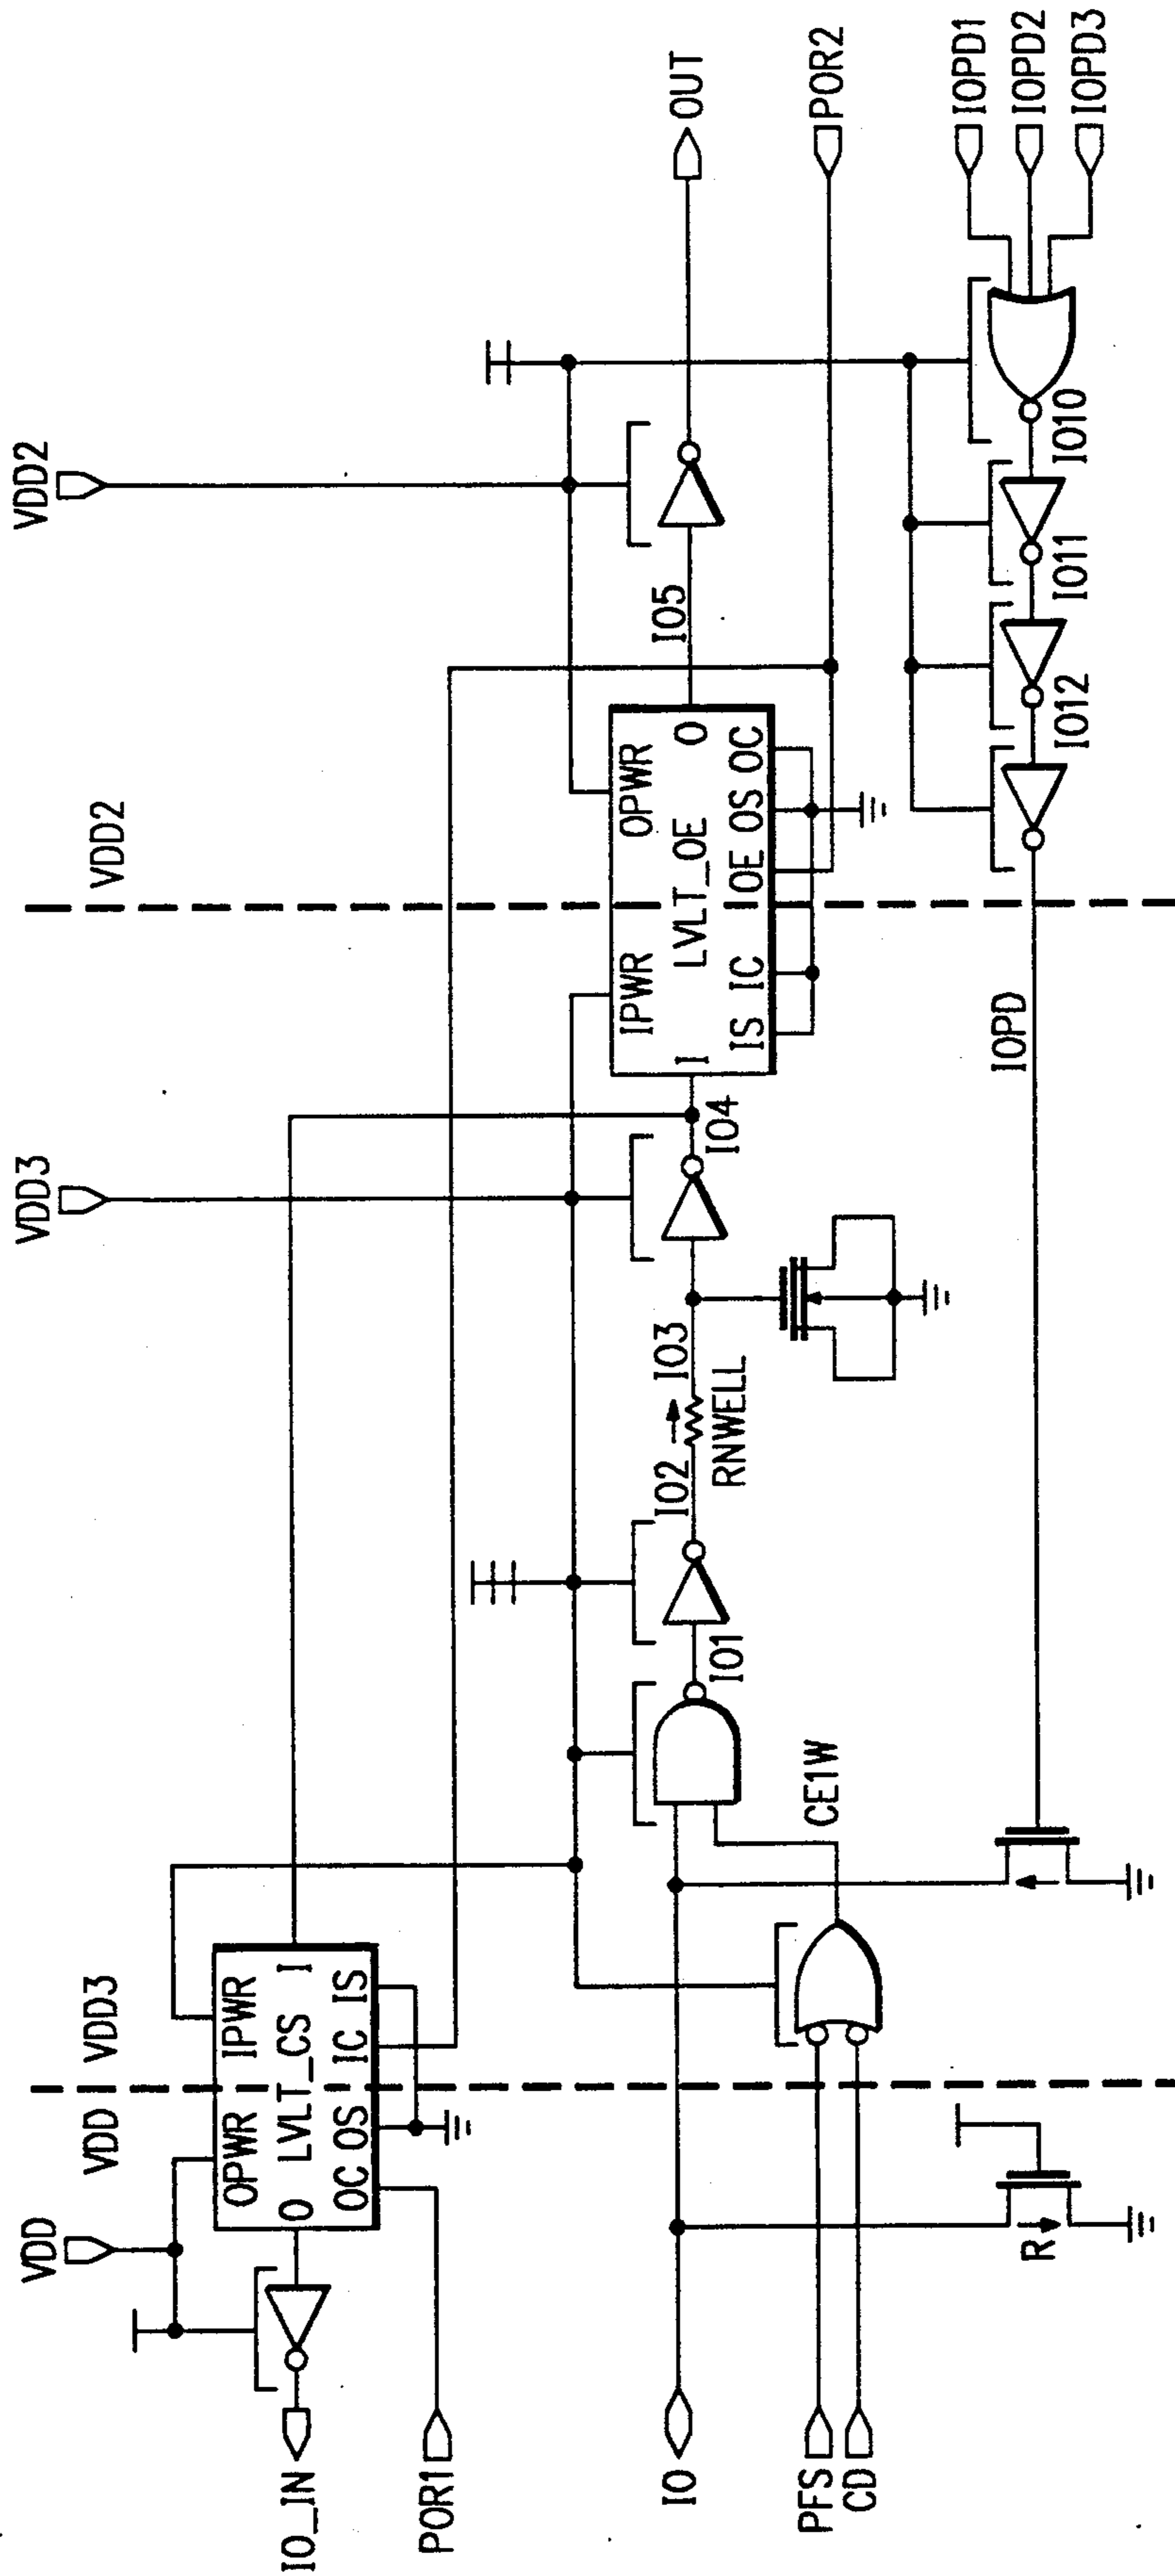 VDD2
VDD3
VDD
VDD2
VDD3
VDD
OUT
POR2
IOPD1
IOPD2
IOPD3
IO5
OPWR
O
LVLT_OE
IPWR
I
IS IC OE OS OC
IO4
IO3
IO2
RNWELL
IO1
CE1W
IO10
IO11
IO12
IOPD
OPWR IPWR
O LVLT_CS I
OC OS IC IS
IO_IN
POR1
IO
PFS
CD
R